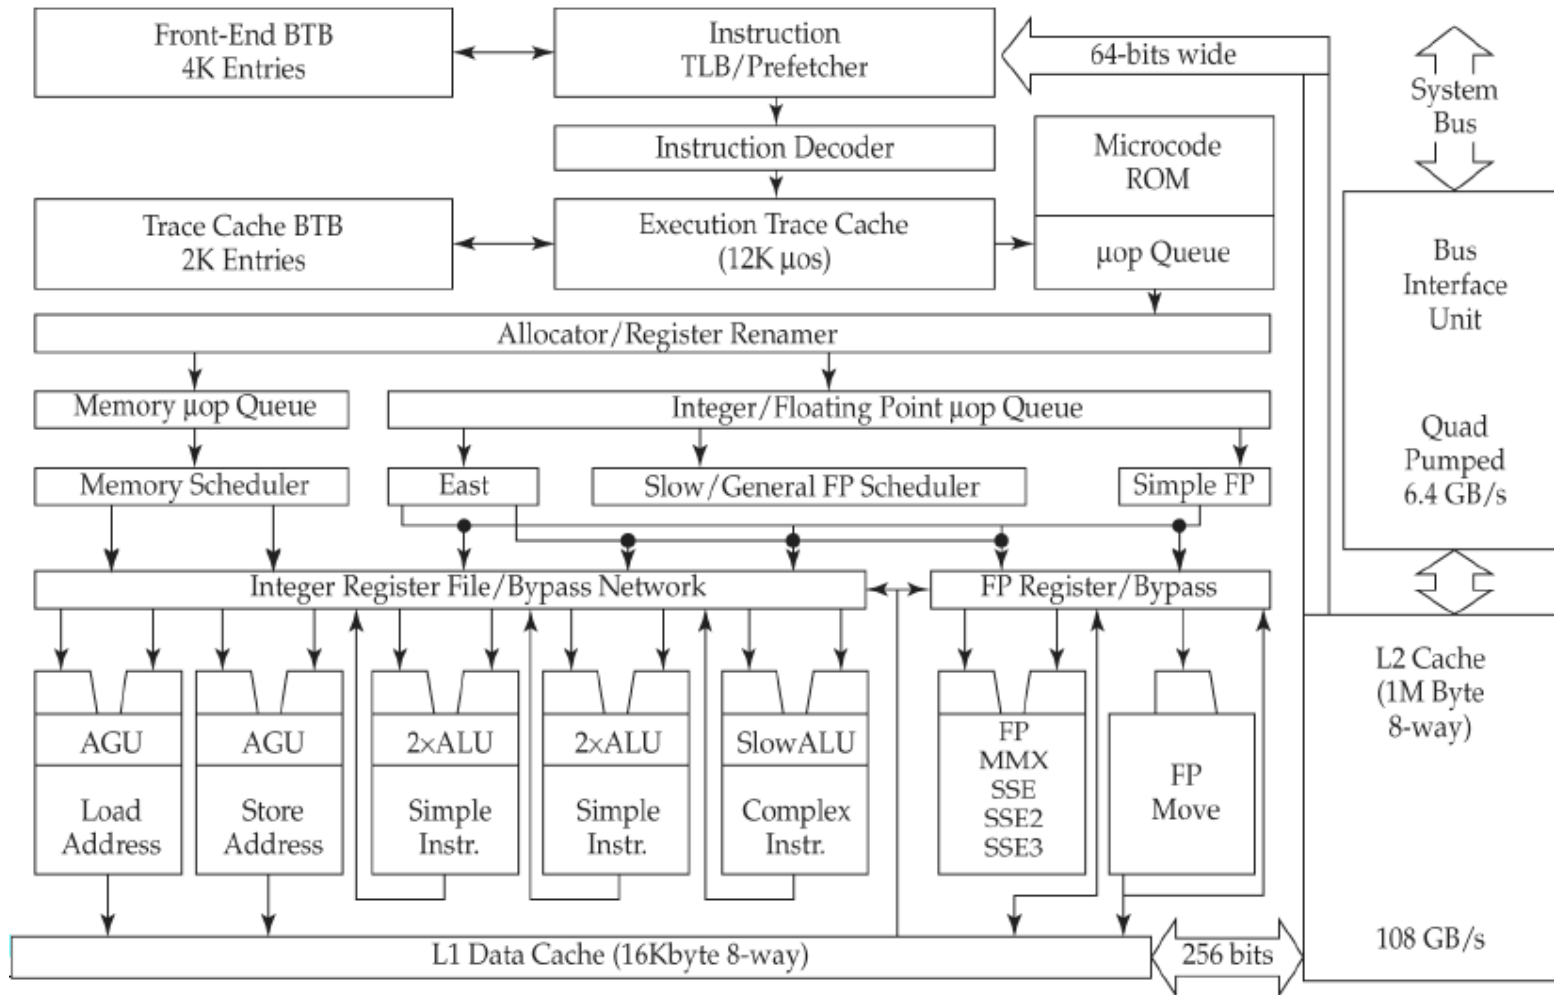 Front-End BTB
4K Entries
Instruction
TLB/Prefetcher
64-bits wide
System
Bus
Instruction Decoder
Microcode
ROM
Trace Cache BTB
2K Entries
Execution Trace Cache
(12K µos)
µop Queue
Bus
Interface
Unit
Quad
Pumped
6.4 GB/s
Allocator/Register Renamer
Memory µop Queue
Integer/Floating Point µop Queue
Memory Scheduler
East
Slow/General FP Scheduler
Simple FP
Integer Register File/Bypass Network
FP Register/Bypass
AGU
Load
Address
AGU
Store
Address
2×ALU
Simple
Instr.
2×ALU
Simple
Instr.
SlowALU
Complex
Instr.
FP
MMX
SSE
SSE2
SSE3
FP
Move
L2 Cache
(1M Byte
8-way)
108 GB/s
L1 Data Cache (16Kbyte 8-way)
256 bits